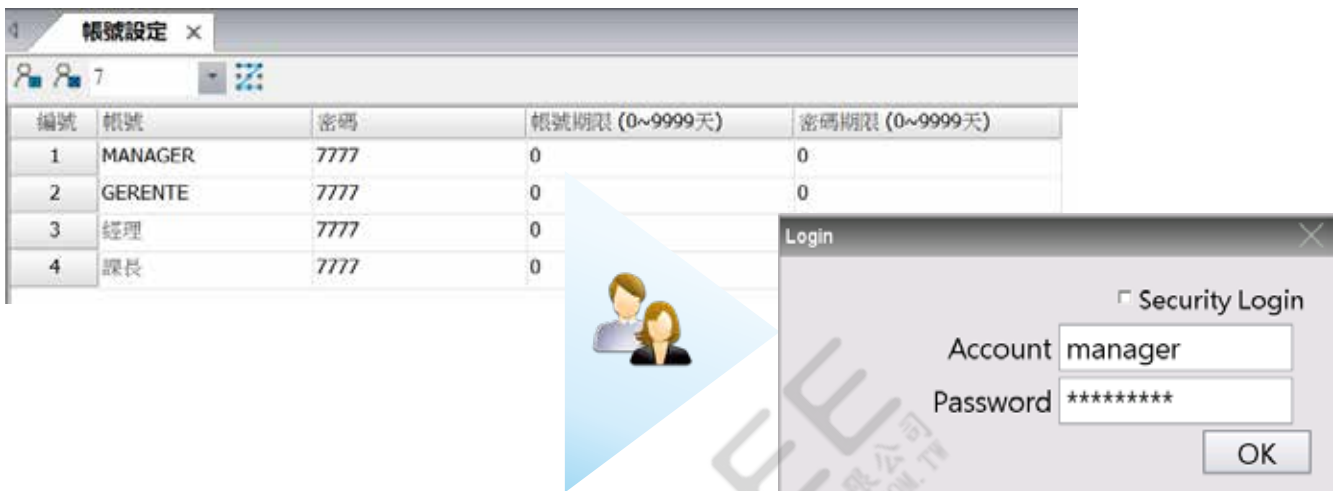 帳號設定 ×
7
編號 帳號 密碼 帳號期限 (0~9999天) 密碼期限 (0~9999天)
1 MANAGER 7777 0 0
2 GERENTE 7777 0 0
3 經理 7777 0
4 課長 7777 0
Login
Security Login
Account manager
Password *********
OK